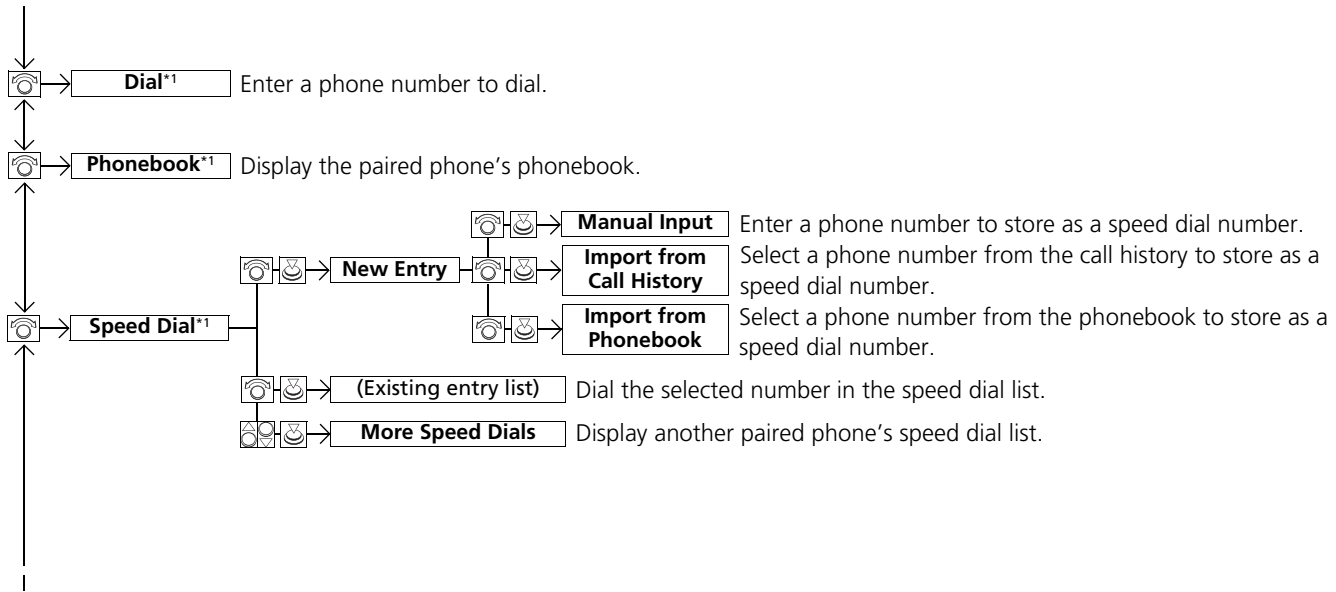 Dial*1 Enter a phone number to dial.
Phonebook*1 Display the paired phone’s phonebook.
Manual Input Enter a phone number to store as a speed dial number.
New Entry
Import from
Call History
Select a phone number from the call history to store as a
speed dial number.
Speed Dial*1
Import from
Phonebook
Select a phone number from the phonebook to store as a
speed dial number.
(Existing entry list) Dial the selected number in the speed dial list.
More Speed Dials Display another paired phone’s speed dial list.